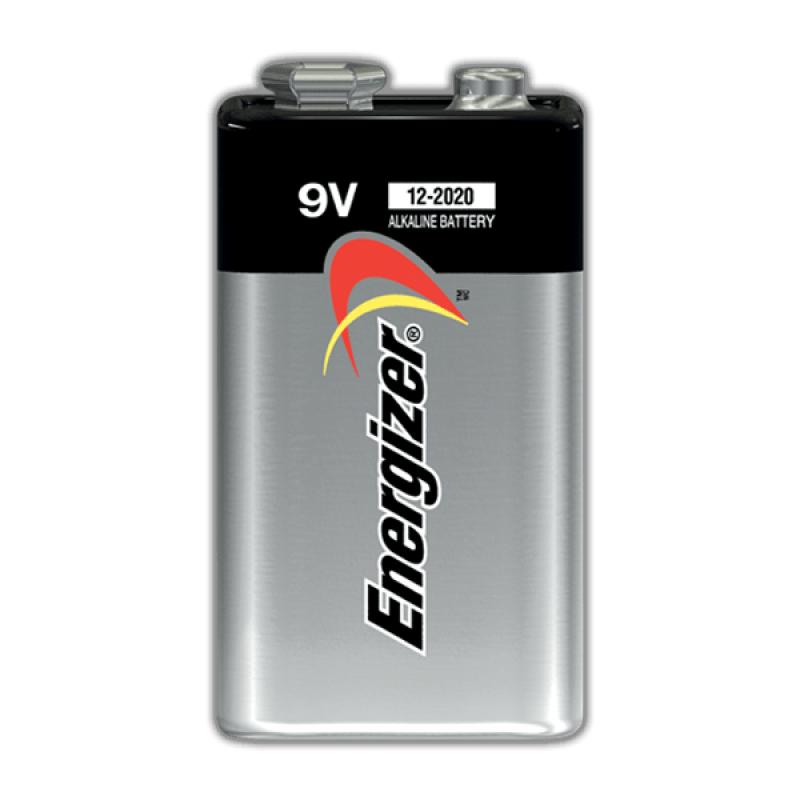 9V
12-2020
ALKALINE BATTERY
Energizer®